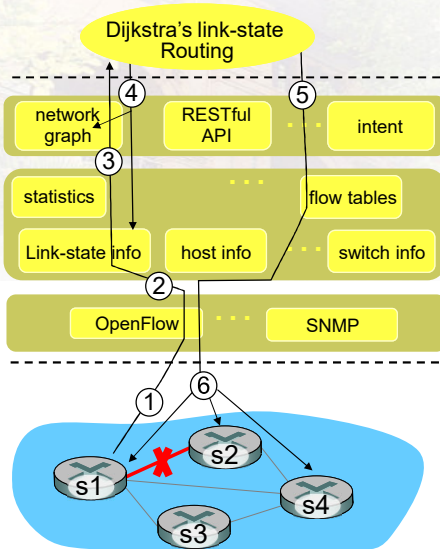 Dijkstra's link-state
Routing
4
5
network
graph
RESTful
API
. . .
intent
3
. . .
statistics
flow tables
Link-state info
host info
. . .
switch info
2
OpenFlow
. . .
SNMP
1
6
s2
s1
s4
s3